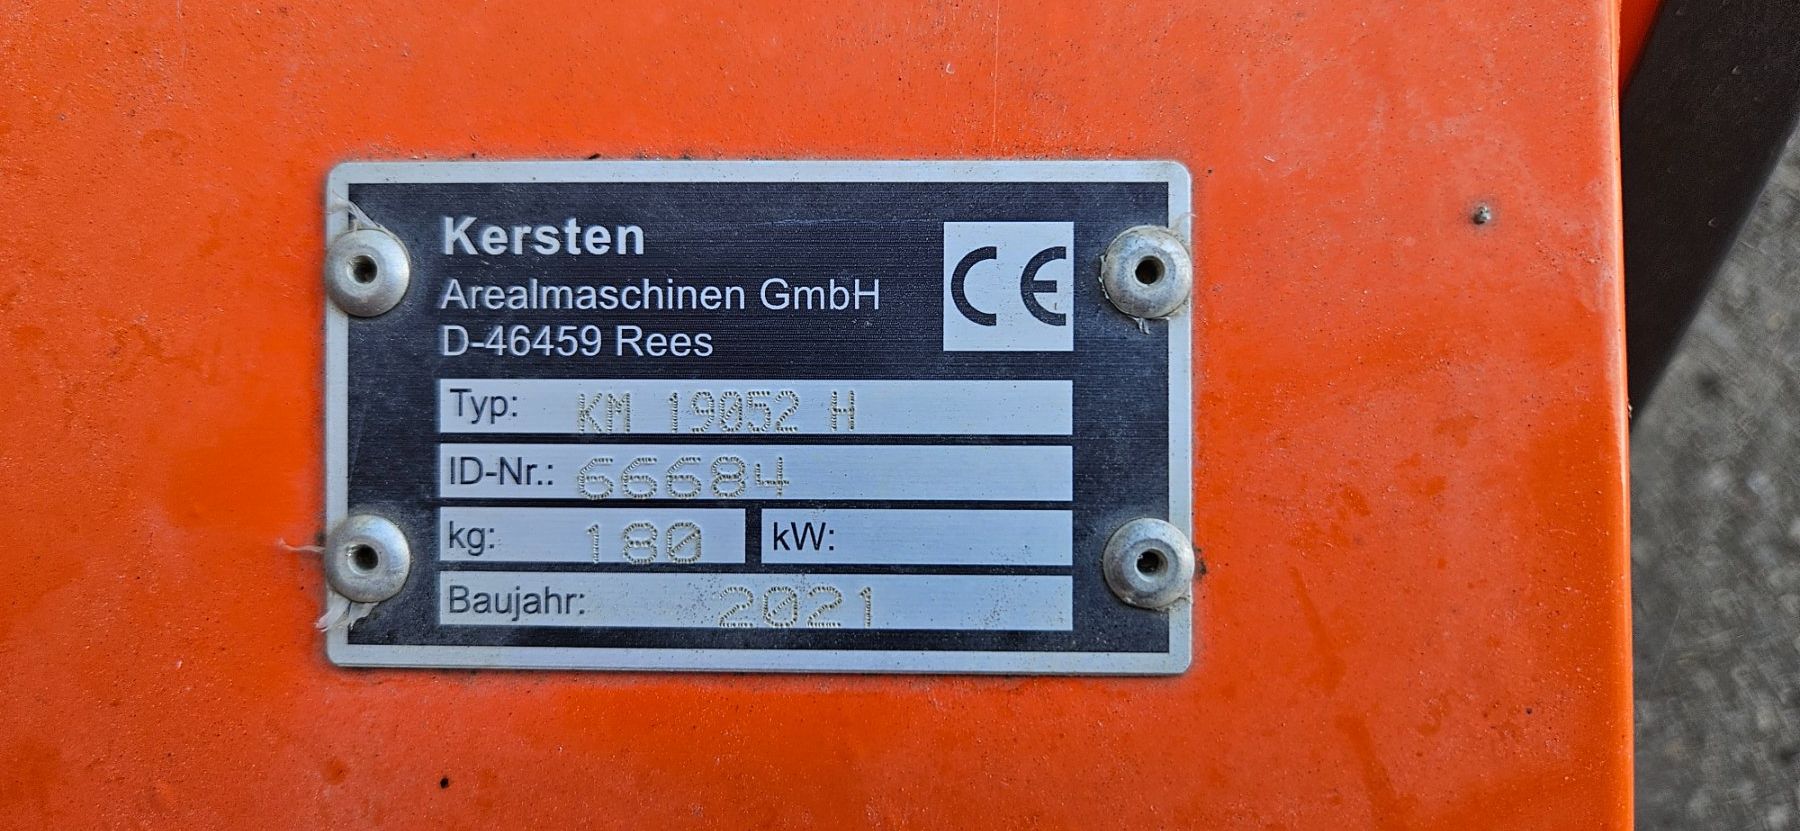 Kersten
Arealmaschinen GmbH
D-46459 Rees
CE
Typ: KM 19052 H
ID-Nr.: 66684
kg: 180 kW:
Baujahr: 2021